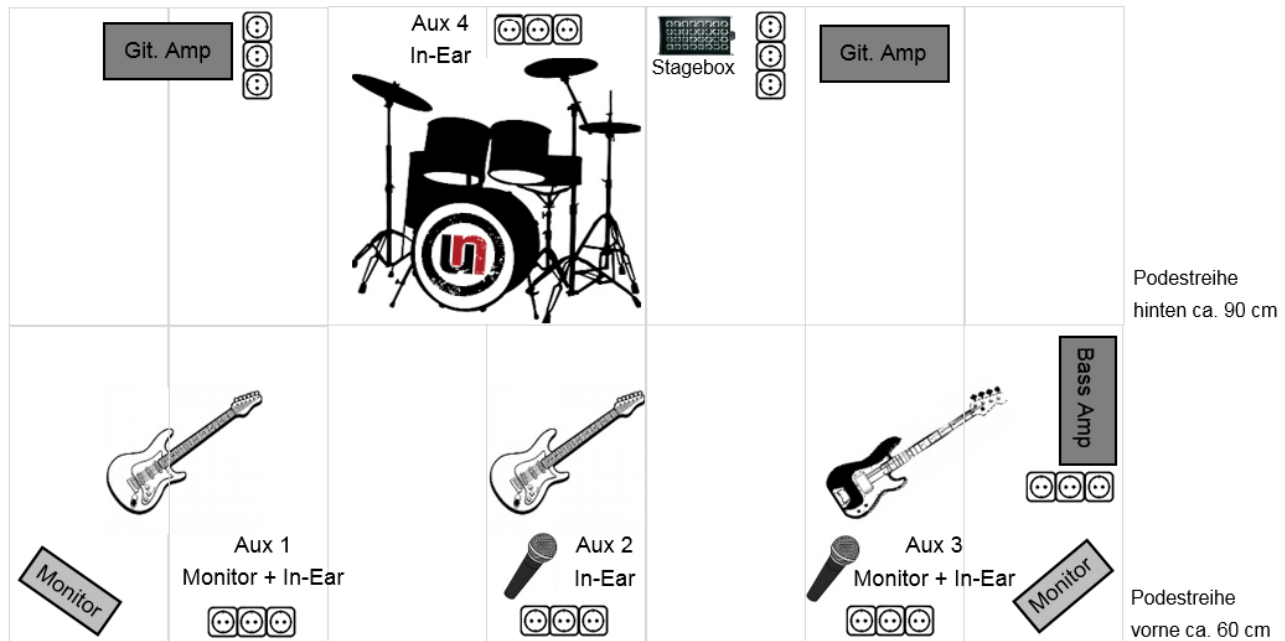 Git. Amp
Aux 4
In-Ear
Stagebox
Git. Amp
un
Podestreihe
hinten ca. 90 cm
Bass Amp
Aux 1
Monitor + In-Ear
Aux 2
In-Ear
Aux 3
Monitor + In-Ear
Monitor
Monitor
Podestreihe
vorne ca. 60 cm